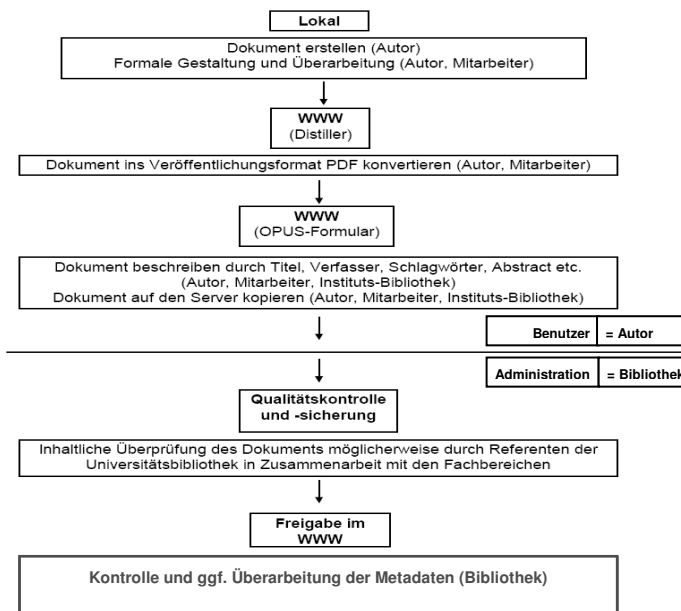 Lokal
Dokument erstellen (Autor)
Formale Gestaltung und Überarbeitung (Autor, Mitarbeiter)
WWW
(Distiller)
Dokument ins Veröffentlichungsformat PDF konvertieren (Autor, Mitarbeiter)
WWW
(OPUS-Formular)
Dokument beschreiben durch Titel, Verfasser, Schlagwörter, Abstract etc.
(Autor, Mitarbeiter, Instituts-Bibliothek)
Dokument auf den Server kopieren (Autor, Mitarbeiter, Instituts-Bibliothek)
Benutzer = Autor
Administration = Bibliothek
Qualitätskontrolle
und -sicherung
Inhaltliche Überprüfung des Dokuments möglicherweise durch Referenten der
Universitätsbibliothek in Zusammenarbeit mit den Fachbereichen
Freigabe im
WWW
Kontrolle und ggf. Überarbeitung der Metadaten (Bibliothek)